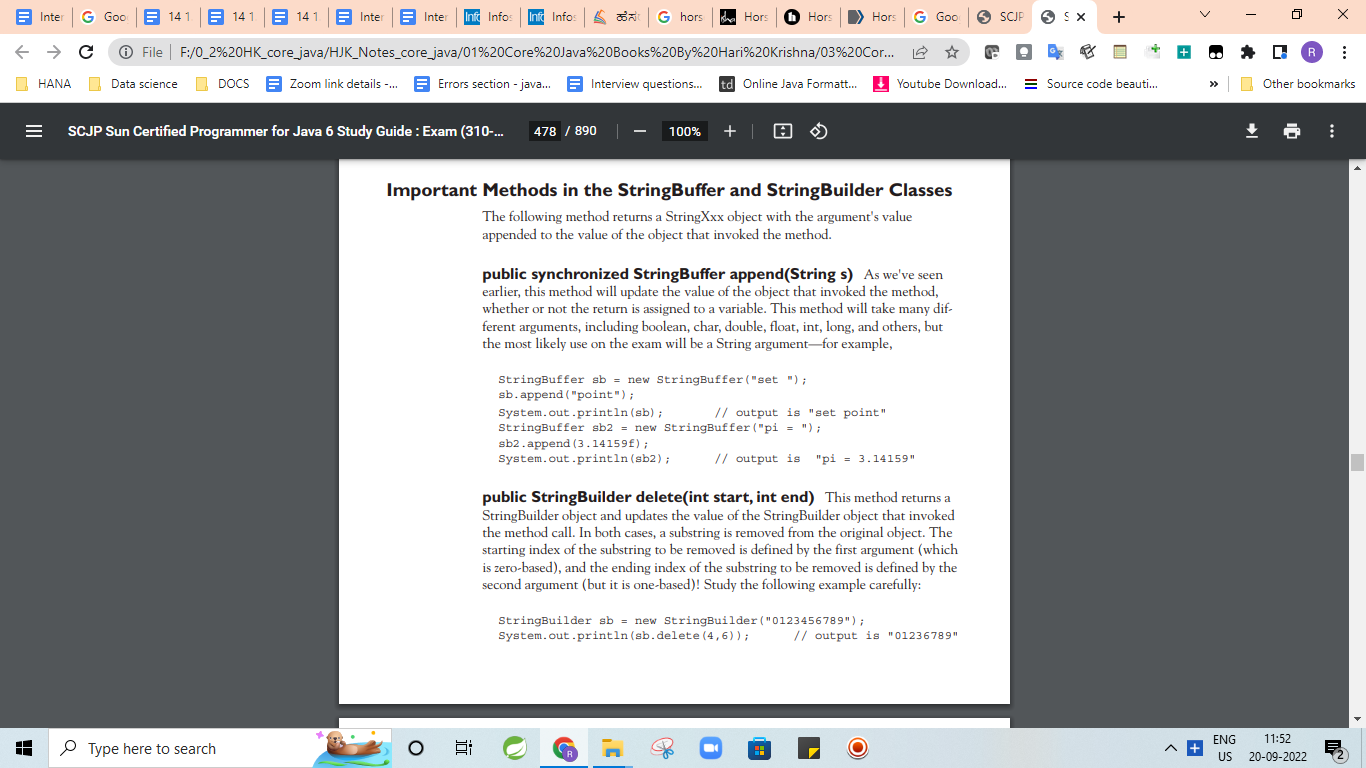 Inter
Goo
14 1
14 1
14 1
Inter
Inter
Info
Info
ಹೆಸ
hors
Hors
Hors
Hors
Goo
SCJP
S
File F:/0_2%20HK_core_java/HJK_Notes_core_java/01%20Core%20Java%20Books%20By%20Hari%20Krishna/03%20Cor...
R
HANA
Data science
DOCS
Zoom link details -...
Errors section - java...
Interview questions...
td Online Java Formatt...
Youtube Download...
Source code beauti...
»
Other bookmarks
SCJP Sun Certified Programmer for Java 6 Study Guide : Exam (310-...
478 / 890
100%
Important Methods in the StringBuffer and StringBuilder Classes
The following method returns a StringXxx object with the argument's value
appended to the value of the object that invoked the method.
public synchronized StringBuffer append(String s) As we've seen
earlier, this method will update the value of the object that invoked the method,
whether or not the return is assigned to a variable. This method will take many dif-
ferent arguments, including boolean, char, double, float, int, long, and others, but
the most likely use on the exam will be a String argument—for example,
StringBuffer sb = new StringBuffer("set ");
sb.append("point");
System.out.println(sb); // output is "set point"
StringBuffer sb2 = new StringBuffer("pi = ");
sb2.append(3.14159f);
System.out.println(sb2); // output is "pi = 3.14159"
public StringBuilder delete(int start, int end) This method returns a
StringBuilder object and updates the value of the StringBuilder object that invoked
the method call. In both cases, a substring is removed from the original object. The
starting index of the substring to be removed is defined by the first argument (which
is zero-based), and the ending index of the substring to be removed is defined by the
second argument (but it is one-based)! Study the following example carefully:
StringBuilder sb = new StringBuilder("0123456789");
System.out.println(sb.delete(4,6)); // output is "01236789"
Type here to search
R
ENG
US
11:52
20-09-2022
2